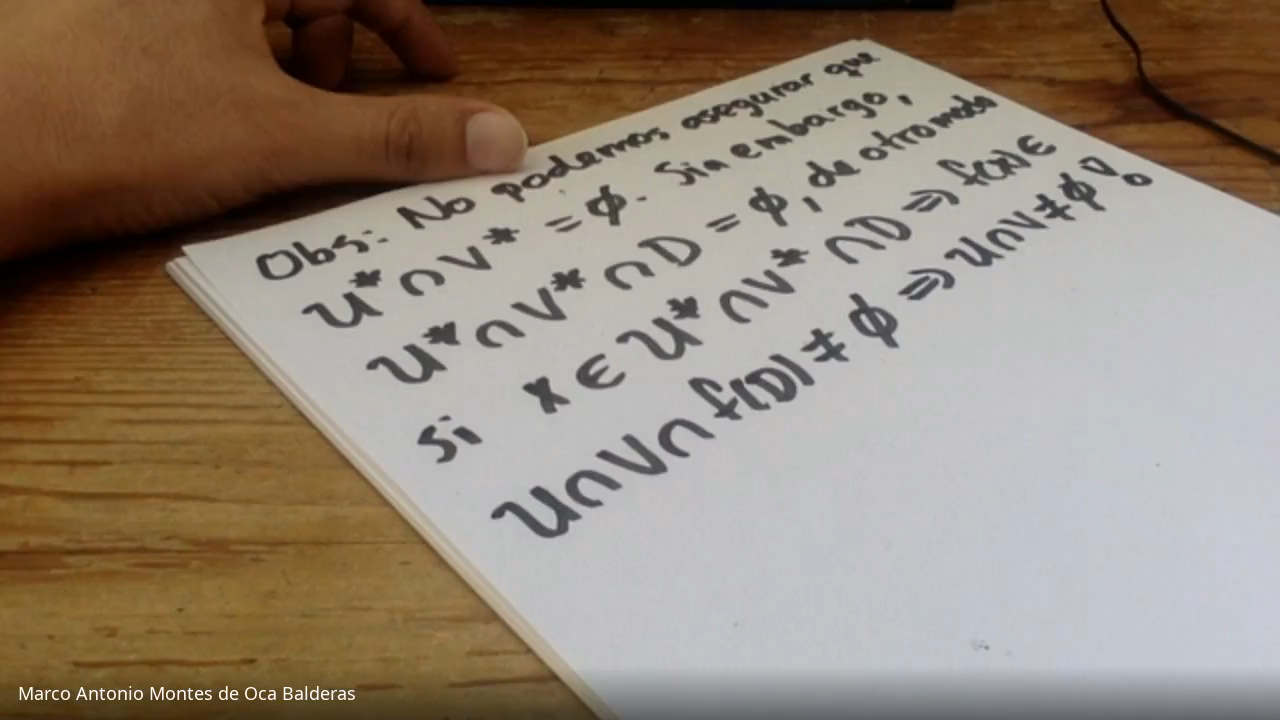 Obs: No podemos asegurar que
U* ∩ V* = ϕ. Sin embargo,
U* ∩ V* ∩ D = ϕ, de otro modo
si x ∈ U* ∩ V* ∩ D ⇒ f(x) ∈
U ∩ V ∩ f(D) ≠ ϕ ⇒ U ∩ V ≠ ϕ
Marco Antonio Montes de Oca Balderas